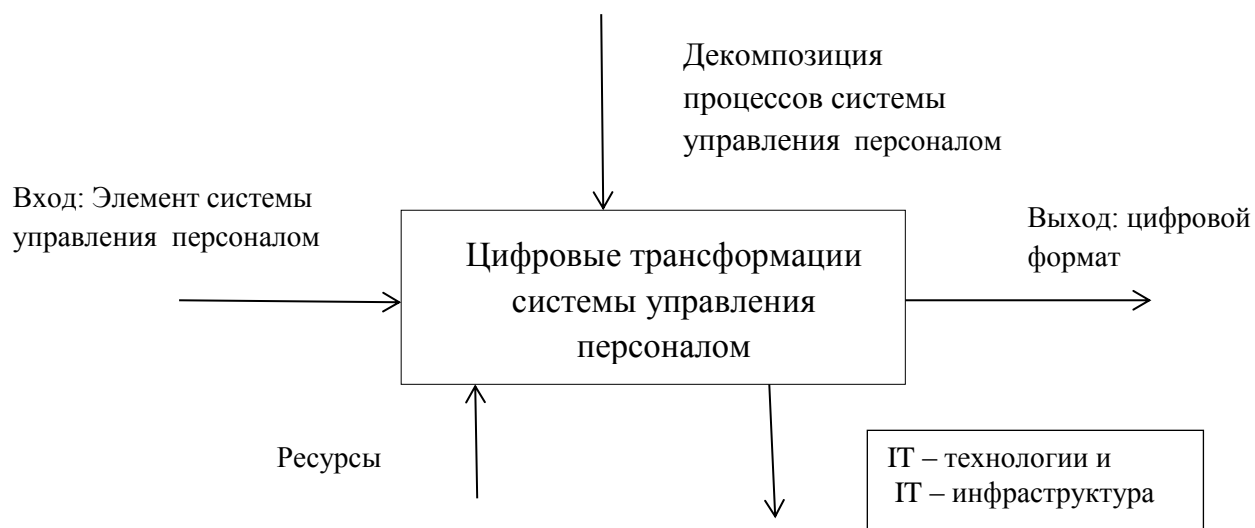 Декомпозиция
процессов системы
управления персоналом
Вход: Элемент системы
управления персоналом
Выход: цифровой
формат
Цифровые трансформации
системы управления
персоналом
Ресурсы
IT – технологии и
IT – инфраструктура